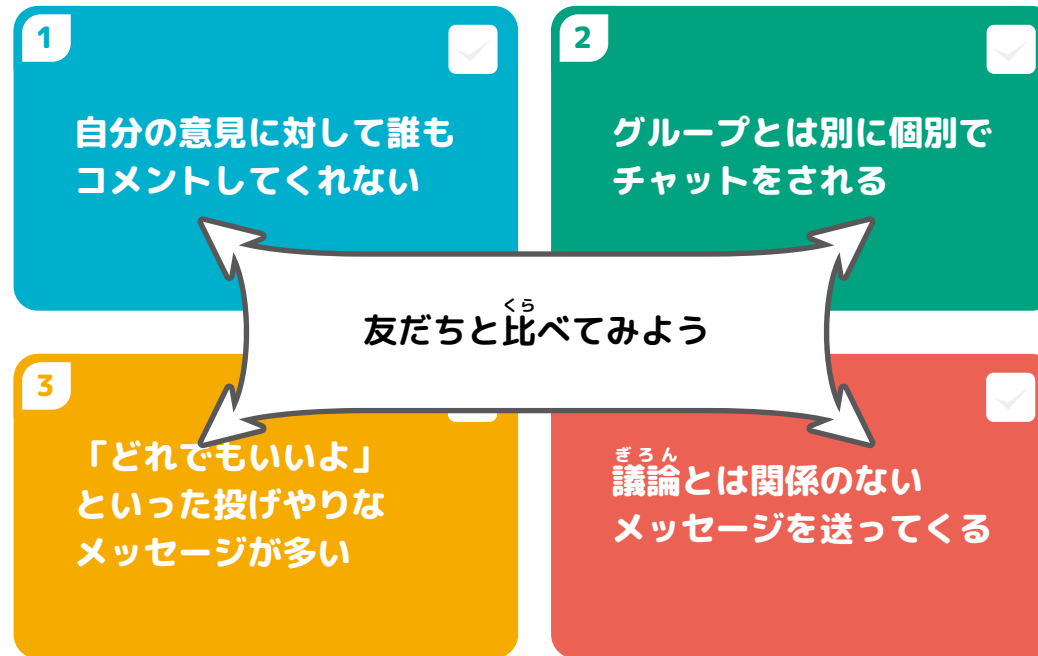 1
自分の意見に対して誰も
コメントしてくれない
2
グループとは別に個別で
チャットをされる
くら
友だちと比べてみよう
3
「どれでもいいよ」
といった投げやりな
メッセージが多い
ぎろん
議論とは関係のない
メッセージを送ってくる